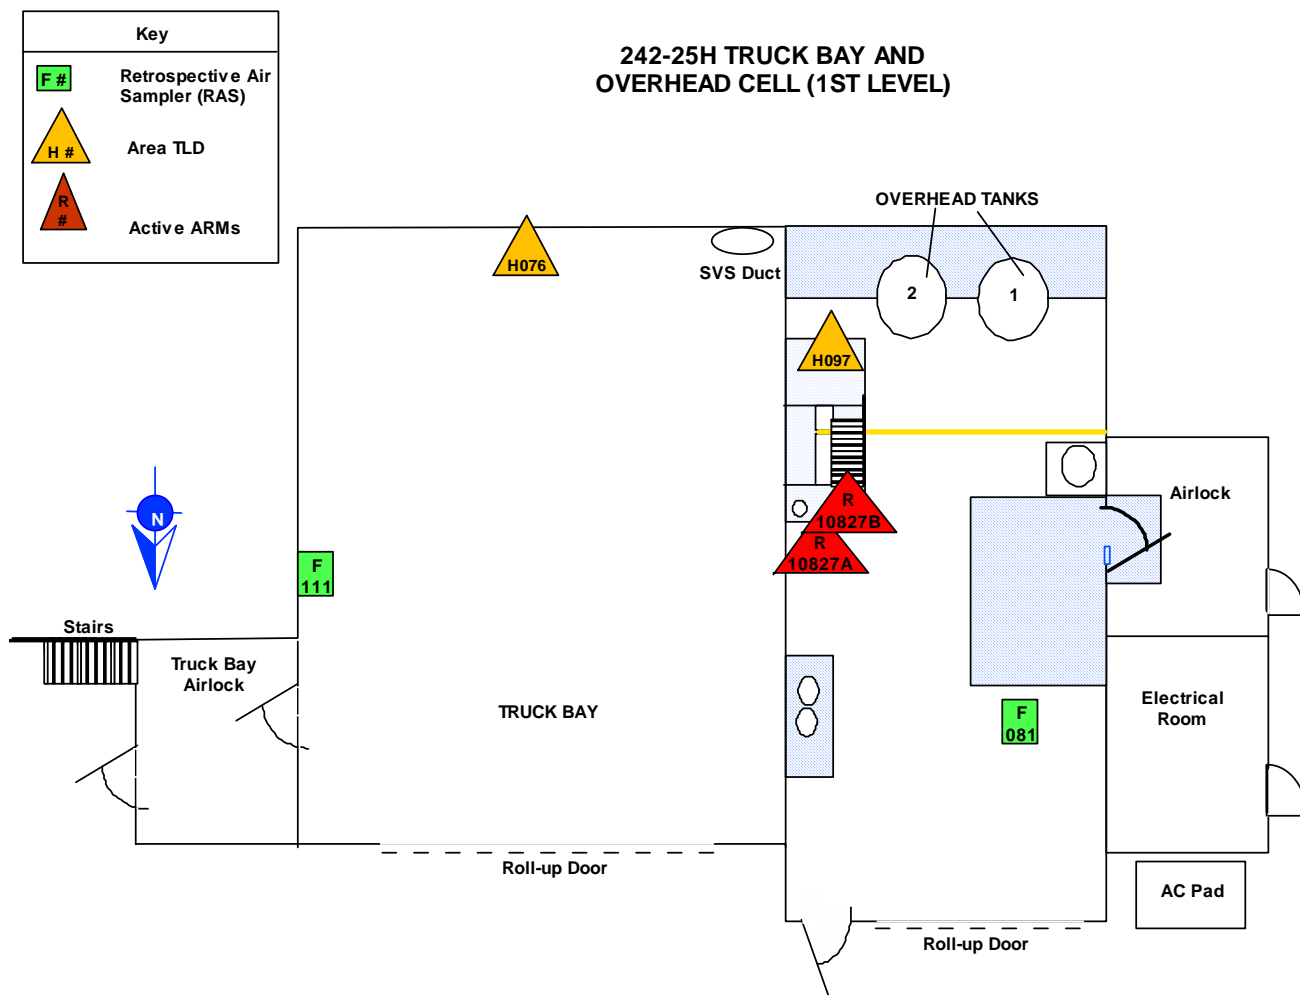 Key
F #
Retrospective Air
Sampler (RAS)
H #
Area TLD
R
#
Active ARMs
242-25H TRUCK BAY AND
OVERHEAD CELL (1ST LEVEL)
OVERHEAD TANKS
H076
SVS Duct
2
1
H097
N
R
10827B
R
10827A
Airlock
F
111
Stairs
Truck Bay
Airlock
TRUCK BAY
F
081
Electrical
Room
Roll-up Door
AC Pad
Roll-up Door